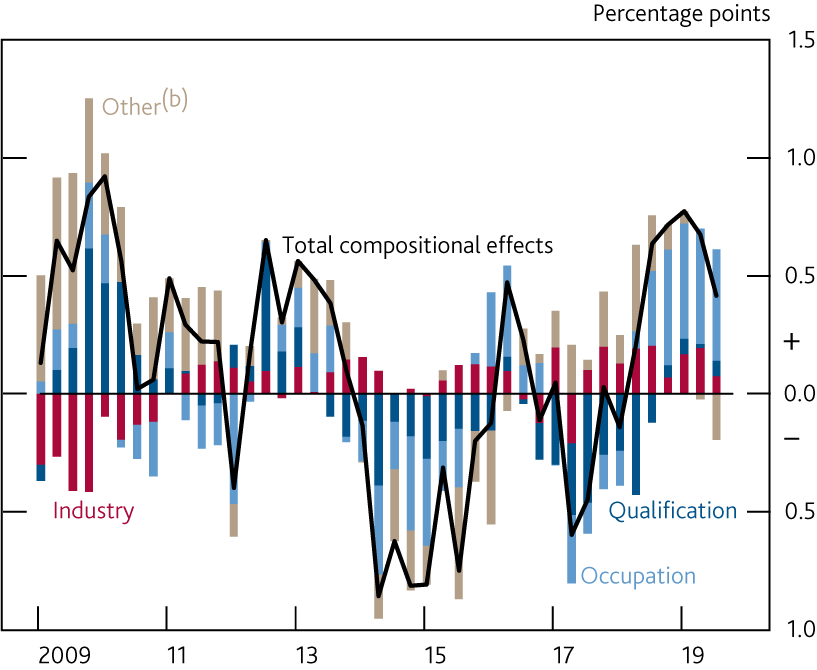 Percentage points
1.5
Other(b)
1.0
Total compositional effects
0.5
+
0.0
–
Industry
Qualification
0.5
Occupation
1.0
2009 11 13 15 17 19